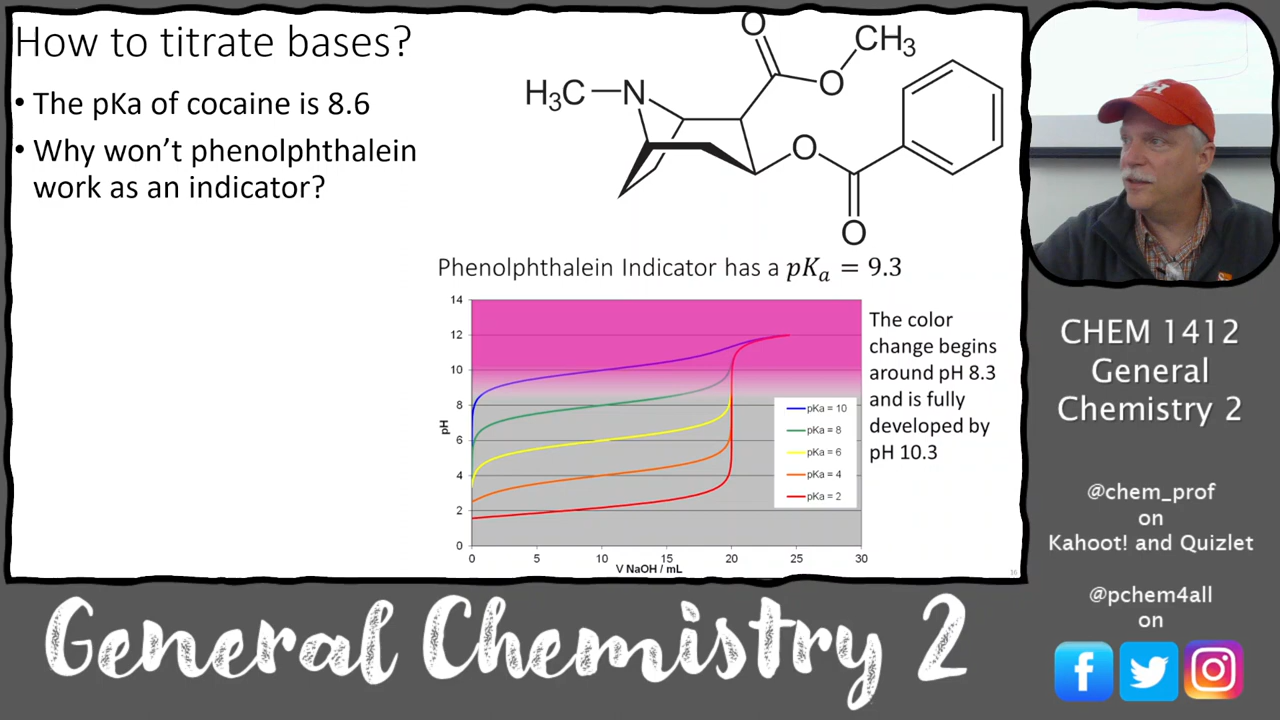 How to titrate bases?
• The pKa of cocaine is 8.6
• Why won't phenolphthalein
work as an indicator?
O
CH₃
H₃C
N
O
O
O
Phenolphthalein Indicator has a pKₐ = 9.3
14
12
10
8
6
4
2
0
pH
0
5
10
15
20
25
30
V NaOH / mL
pKa = 10
pKa = 8
pKa = 6
pKa = 4
pKa = 2
The color
change begins
around pH 8.3
and is fully
developed by
pH 10.3
16
CHEM 1412
General
Chemistry 2
@chem_prof
on
Kahoot! and Quizlet
@pchem4all
on
General Chemistry 2